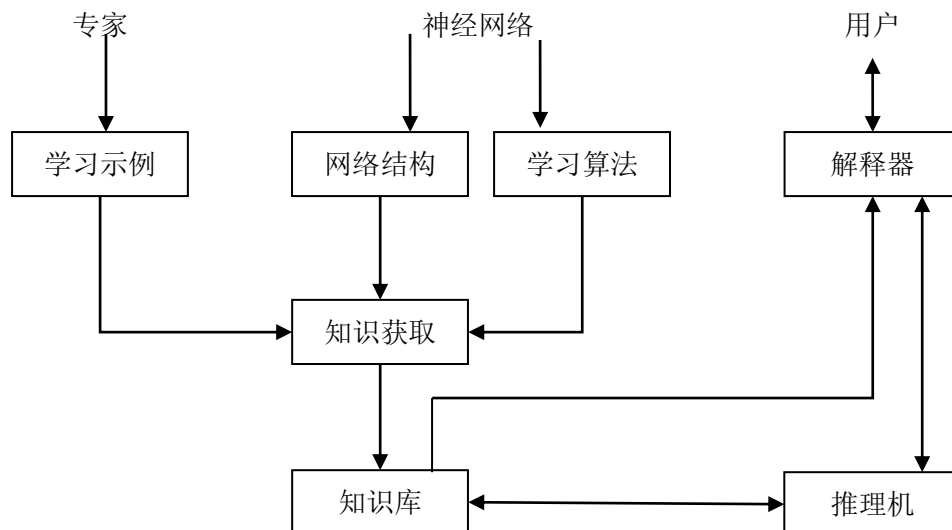 专家
神经网络
用户
学习示例
网络结构
学习算法
解释器
知识获取
知识库
推理机